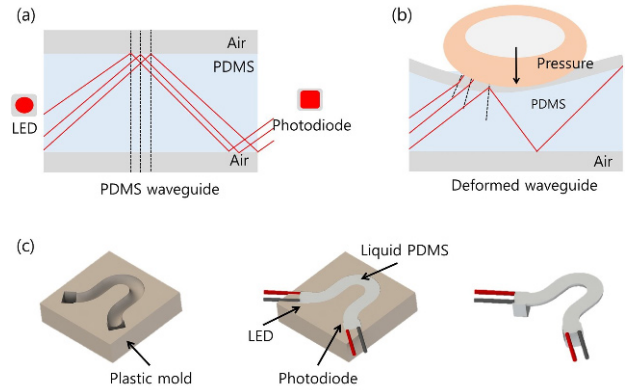 (a)
Air
PDMS
LED
Photodiode
Air
PDMS waveguide
(b)
Pressure
PDMS
Air
Deformed waveguide
(c)
Liquid PDMS
LED
Plastic mold
Photodiode